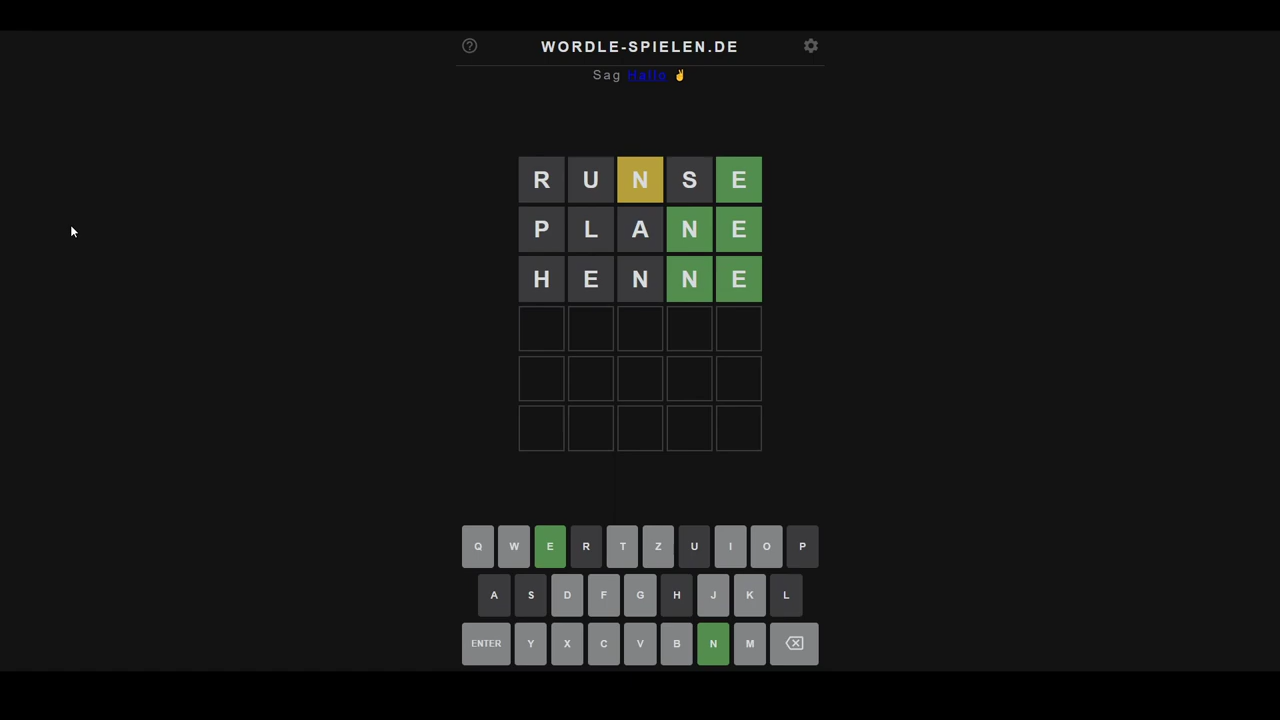 WORDLE-SPIELEN.DE
Sag Hallo ✌
R U N S E
P L A N E
H E N N E
Q W E R T Z U I O P
A S D F G H J K L
ENTER Y X C V B N M